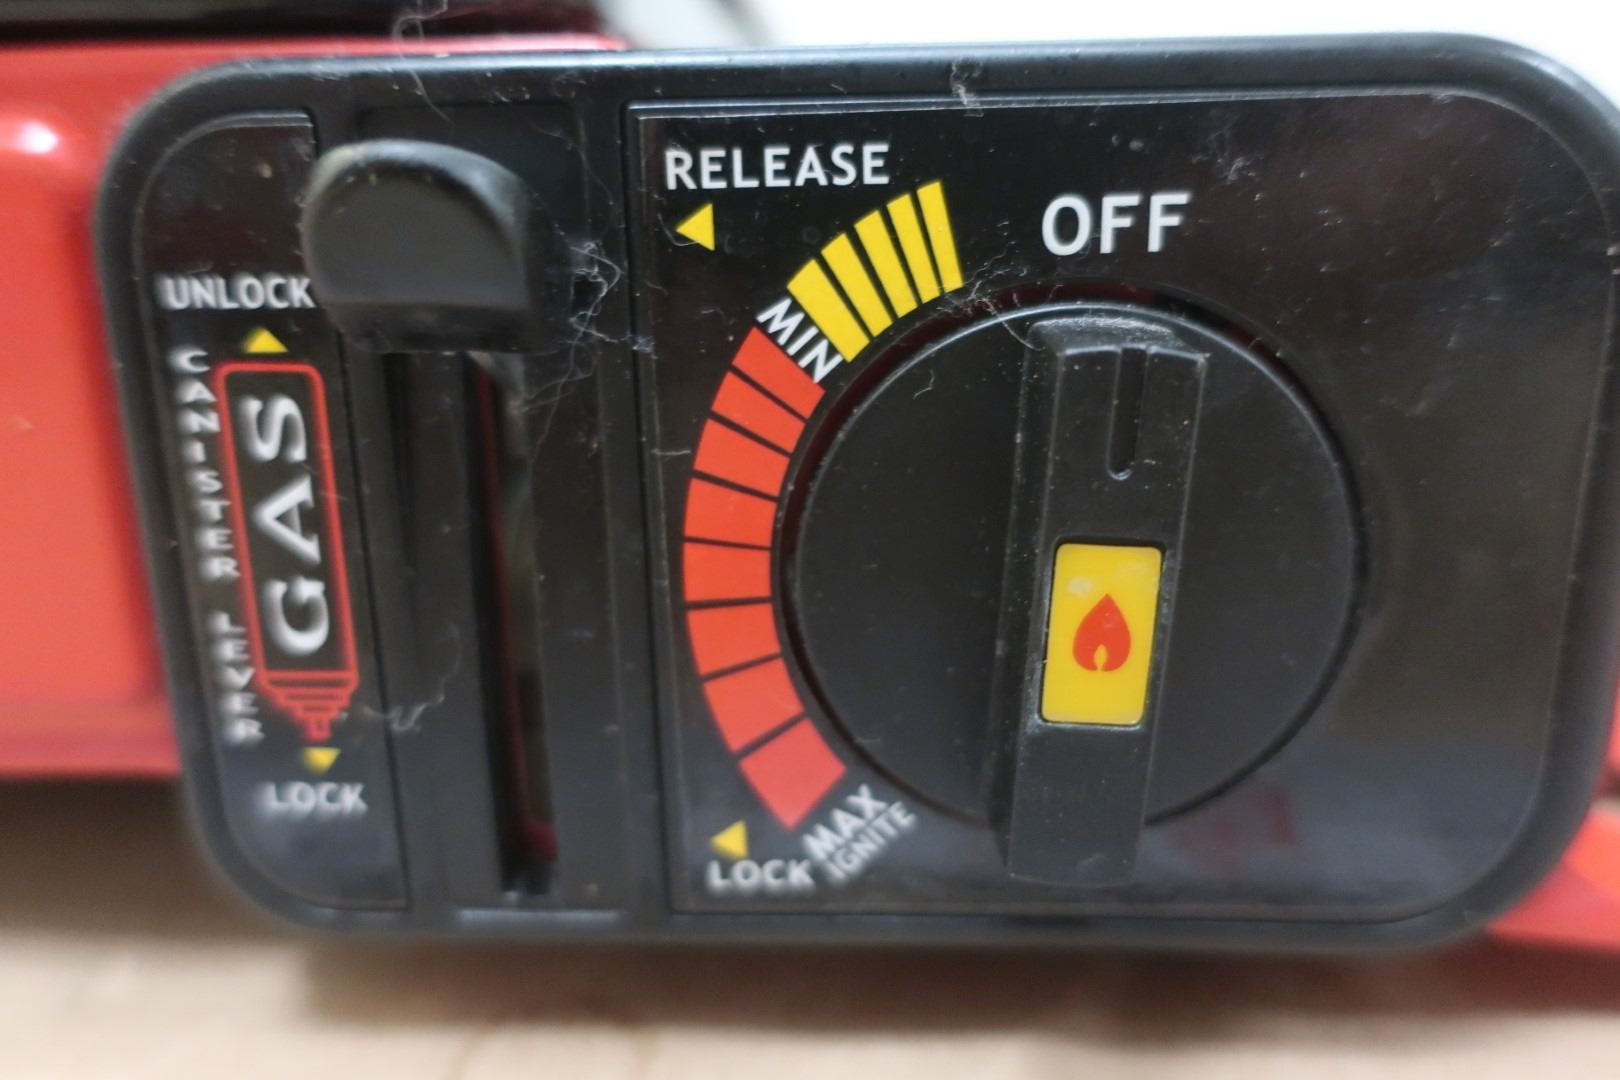 UNLOCK
CANISTER LEVER
GAS
LOCK
RELEASE
OFF
MIN
MAX
IGNITE
LOCK